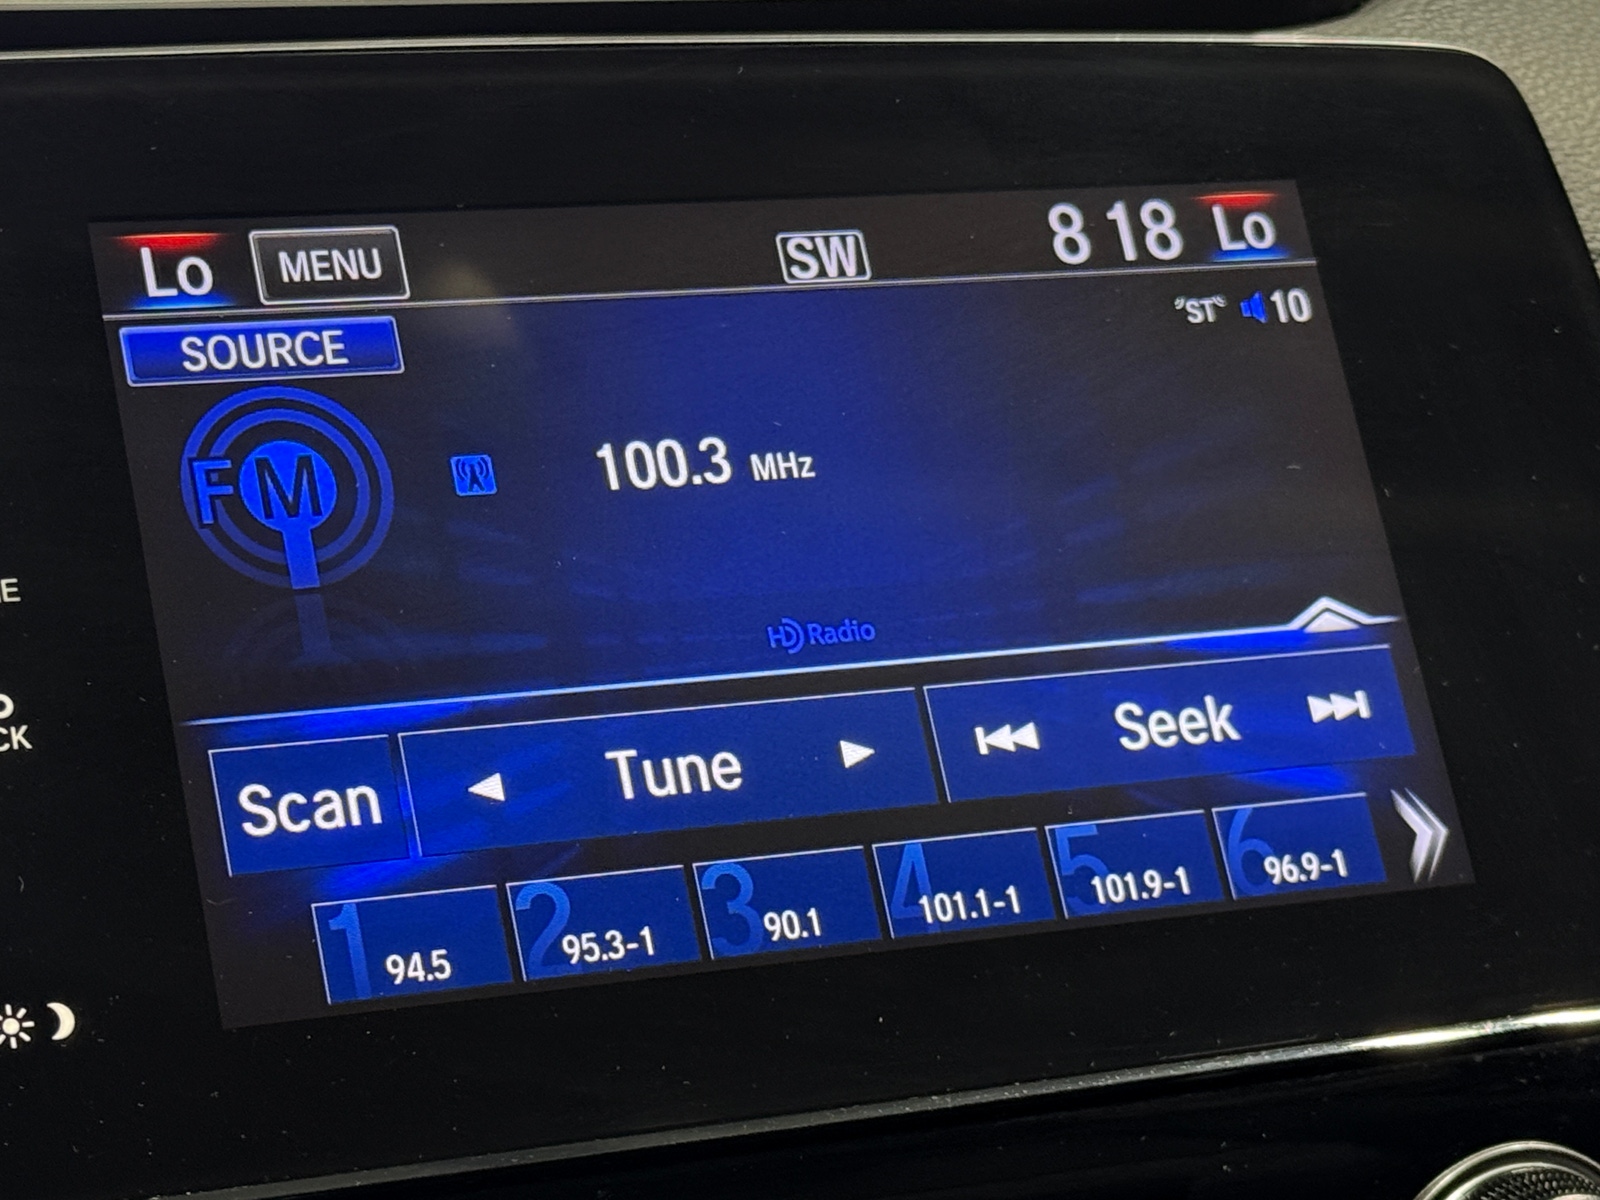 Lo MENU SW 8 18 Lo
"ST" 10
SOURCE
FM 100.3 MHz
HD Radio
Scan Tune Seek
1 94.5 2 95.3-1 3 90.1 4 101.1-1 5 101.9-1 6 96.9-1
E
CK